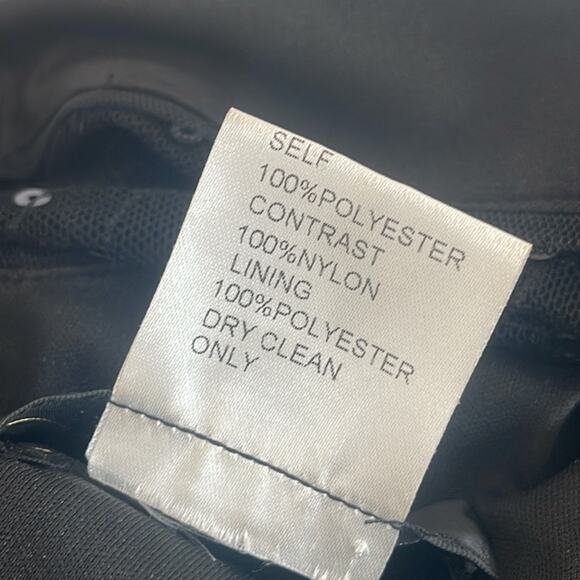 SELF
100%POLYESTER
CONTRAST
100%NYLON
LINING
100%POLYESTER
DRY CLEAN
ONLY